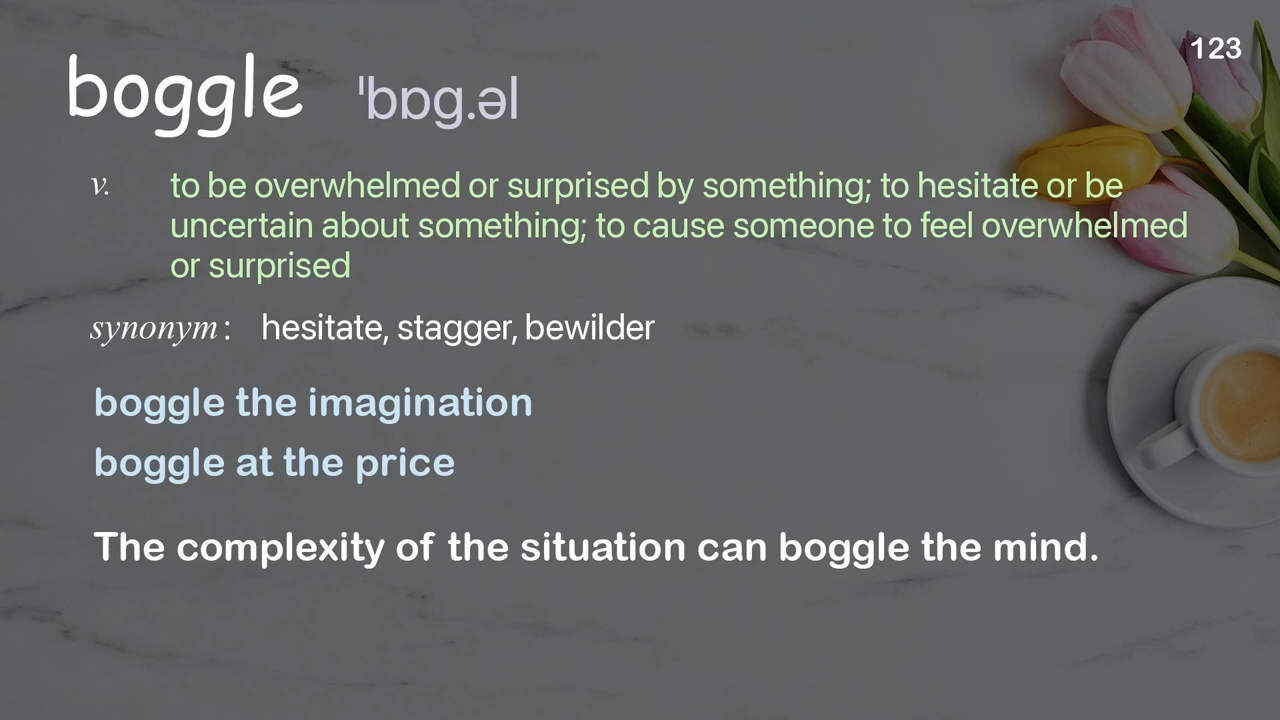 123
boggle ˈbɒg.əl
v. to be overwhelmed or surprised by something; to hesitate or be
uncertain about something; to cause someone to feel overwhelmed
or surprised
synonym: hesitate, stagger, bewilder
boggle the imagination
boggle at the price
The complexity of the situation can boggle the mind.